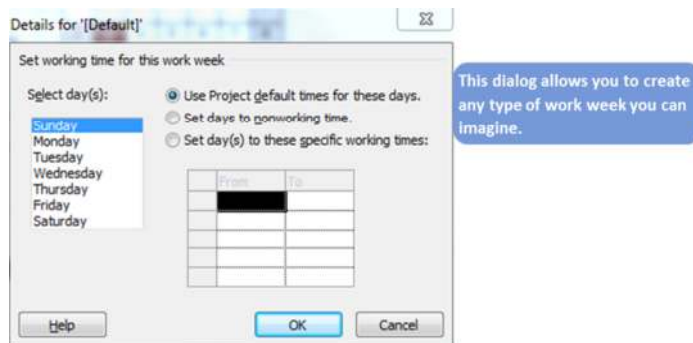 Details for '[Default]'
Set working time for this work week
Select day(s):
Sunday
Monday
Tuesday
Wednesday
Thursday
Friday
Saturday
Use Project default times for these days.
Set days to nonworking time.
Set day(s) to these specific working times:
From To
Help OK Cancel
This dialog allows you to create
any type of work week you can
imagine.